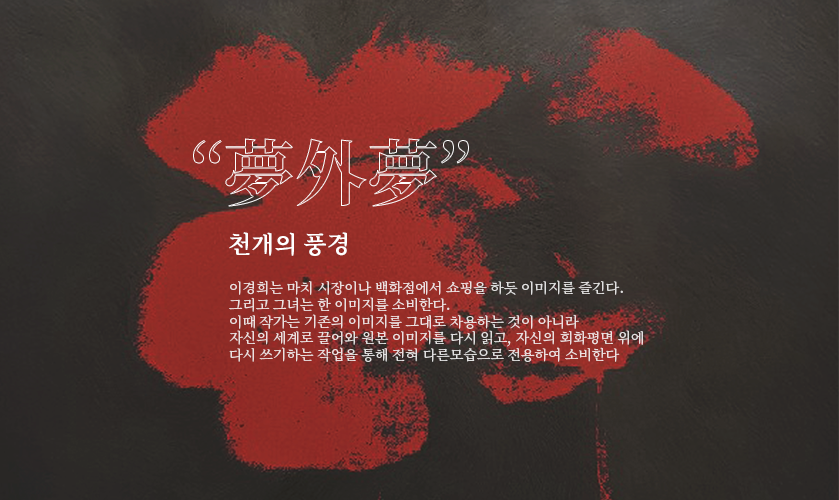 “夢外夢”
천개의 풍경
이경희는 마치 시장이나 백화점에서 쇼핑을 하듯 이미지를 즐긴다.
그리고 그녀는 한 이미지를 소비한다.
이때 작가는 기존의 이미지를 그대로 차용하는 것이 아니라
자신의 세계로 끌어와 원본 이미지를 다시 읽고, 자신의 회화평면 위에
다시 쓰기하는 작업을 통해 전혀 다른모습으로 전용하여 소비한다